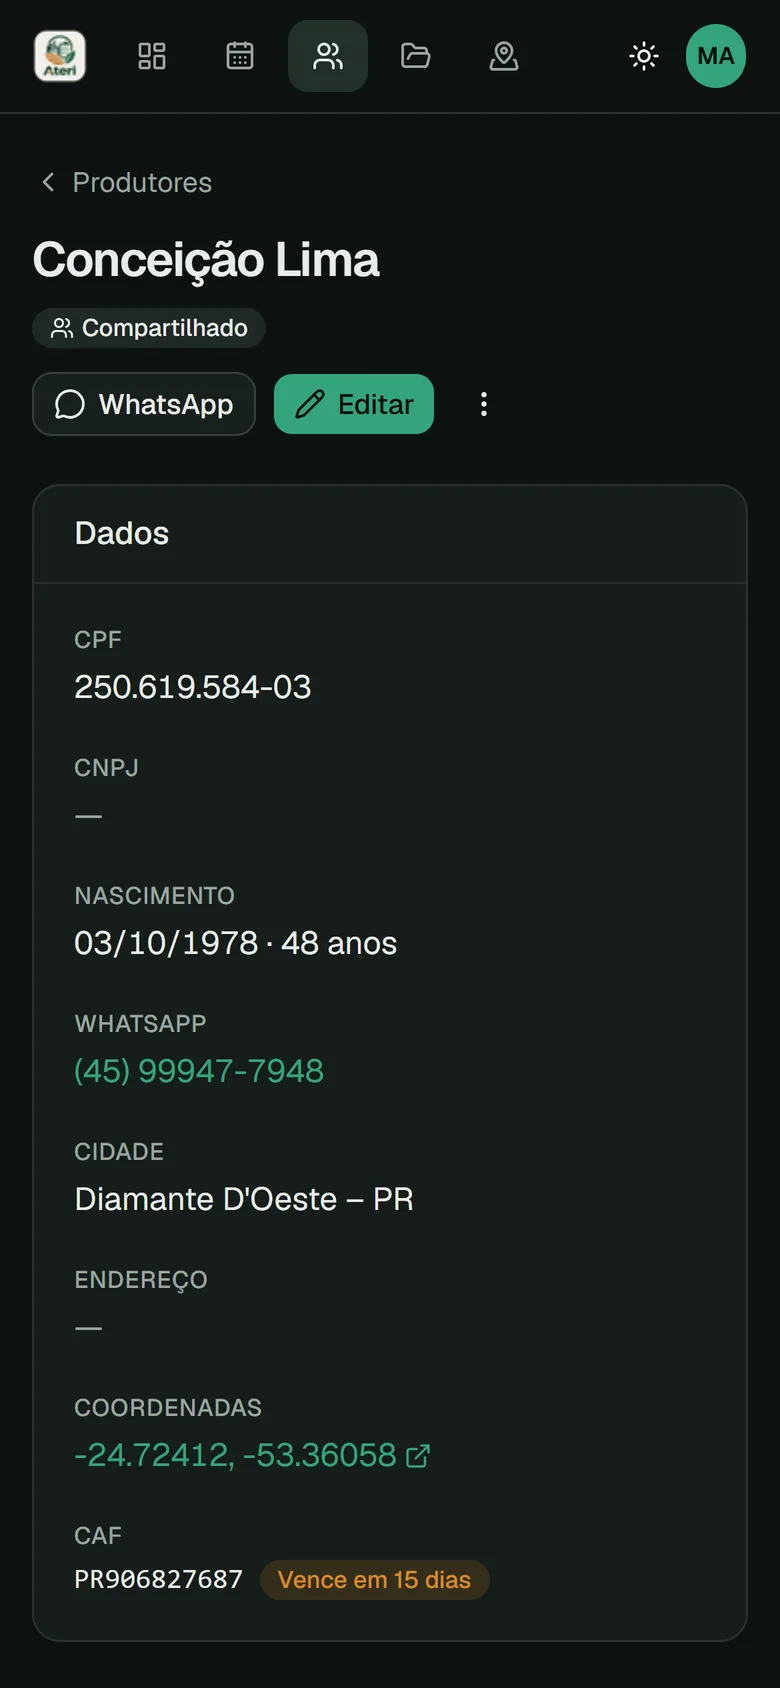 Ateri
MA
Produtores
Conceição Lima
Compartilhado
WhatsApp
Editar
Dados
CPF
250.619.584-03
CNPJ
—
NASCIMENTO
03/10/1978 · 48 anos
WHATSAPP
(45) 99947-7948
CIDADE
Diamante D'Oeste – PR
ENDEREÇO
—
COORDENADAS
-24.72412, -53.36058
CAF
PR906827687 Vence em 15 dias